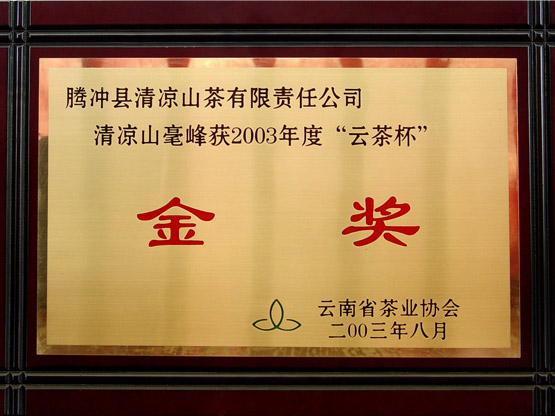 腾冲县清凉山茶有限责任公司
清凉山毫峰获2003年度“云茶杯”
金奖
云南省茶业协会
二00三年八月